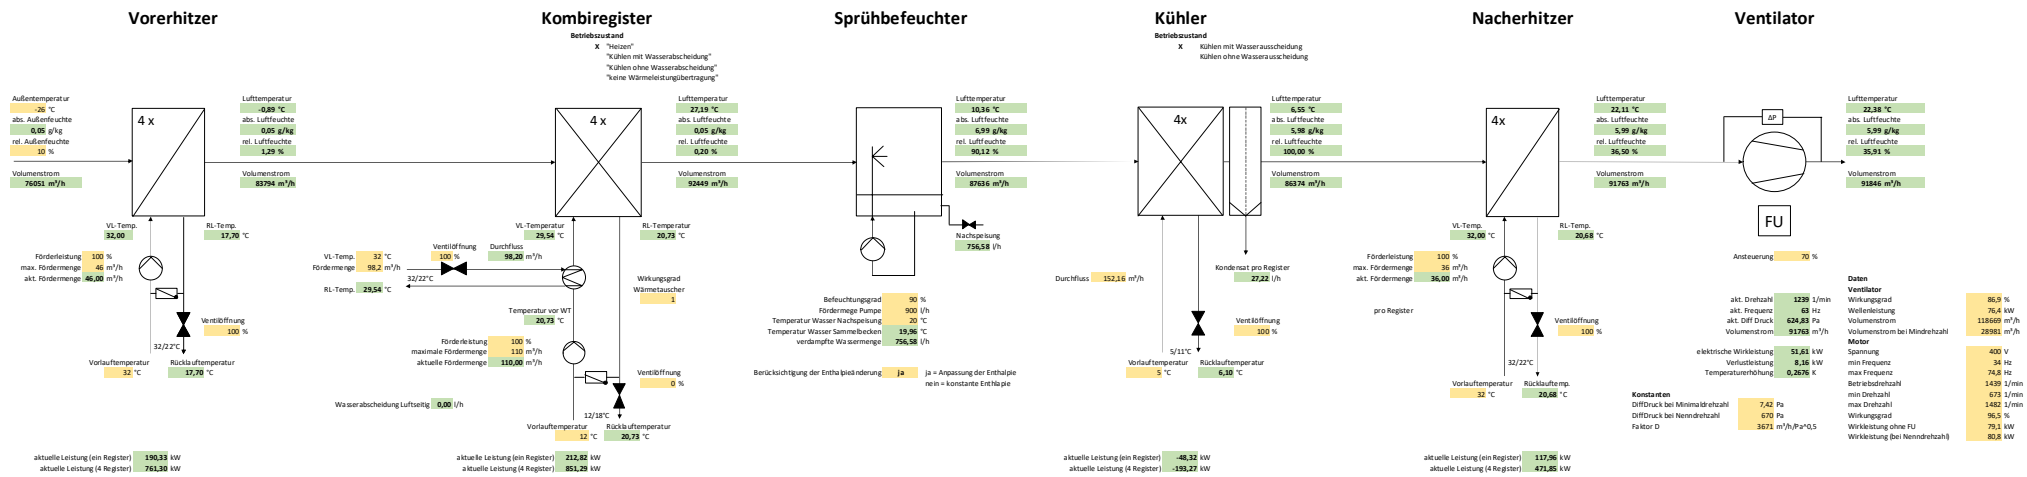 Vorerhitzer
Außentemperatur
-26 °C
abs. Außenfeuchte
0,05 g/kg
rel. Außenfeuchte
10 %
Volumenstrom
76051 m³/h
4 x
Lufttemperatur
-0,89 °C
abs. Luftfeuchte
0,05 g/kg
rel. Luftfeuchte
1,29 %
Volumenstrom
83794 m³/h
VL-Temp.
32,00
RL-Temp.
17,70 °C
Förderleistung 100 %
max. Fördermenge 46 m³/h
akt. Fördermenge 46,00 m³/h
Ventilöffnung
100 %
32/22°C
Vorlauftemperatur
32 °C
Rücklauftemperatur
17,70 °C
aktuelle Leistung (ein Register) 190,33 kW
aktuelle Leistung (4 Register) 761,30 kW
Kombiregister
Betriebszustand
X "Heizen"
"Kühlen mit Wasserabscheidung"
"Kühlen ohne Wasserabscheidung"
"keine Wärmeleistungübertragung"
4 x
Lufttemperatur
27,19 °C
abs. Luftfeuchte
0,05 g/kg
rel. Luftfeuchte
0,20 %
Volumenstrom
92449 m³/h
VL-Temperatur
29,54 °C
RL-Temperatur
20,73 °C
VL-Temp. 32 °C
Fördermenge 98,2 m³/h
Ventilöffnung
100 %
Durchfluss
98,20 m³/h
32/22°C
RL-Temp. 29,54 °C
Wirkungsgrad
Wärmetauscher
1
Temperatur vor WT
20,73 °C
Förderleistung 100 %
maximale Fördermenge 110 m³/h
aktuelle Fördermenge 110,00 m³/h
Ventilöffnung
0 %
Wasserabscheidung Luftseitig 0,00 l/h
12/18°C
Vorlauftemperatur
12 °C
Rücklauftemperatur
20,73 °C
aktuelle Leistung (ein Register) 212,82 kW
aktuelle Leistung (4 Register) 851,29 kW
Sprühbefeuchter
Lufttemperatur
10,36 °C
abs. Luftfeuchte
6,99 g/kg
rel. Luftfeuchte
90,12 %
Volumenstrom
87636 m³/h
Nachspeisung
756,58 l/h
Befeuchtungsgrad 90 %
Fördermege Pumpe 900 l/h
Temperatur Wasser Nachspeisung 20 °C
Temperatur Wasser Sammelbecken 19,96 °C
verdampfte Wassermenge 756,58 l/h
Berücksichtigung der Enthalpieänderung ja ja = Anpassung der Enthalpie
nein = konstante Enthlapie
Kühler
Betriebszustand
X Kühlen mit Wasserausscheidung
Kühlen ohne Wasserausscheidung
4x
Lufttemperatur
6,55 °C
abs. Luftfeuchte
5,98 g/kg
rel. Luftfeuchte
100,00 %
Volumenstrom
86374 m³/h
Durchfluss 152,16 m³/h
Kondensat pro Register
27,22 l/h
Ventilöffnung
100 %
5/11°C
Vorlauftemperatur
5 °C
Rücklauftemperatur
6,10 °C
aktuelle Leistung (ein Register) -48,32 kW
aktuelle Leistung (4 Register) -193,27 kW
Nacherhitzer
4x
Lufttemperatur
22,11 °C
abs. Luftfeuchte
5,99 g/kg
rel. Luftfeuchte
36,50 %
Volumenstrom
91763 m³/h
VL-Temp.
32,00 °C
RL-Temp.
20,68 °C
Förderleistung 100 %
max. Fördermenge 36 m³/h
akt. Fördermenge 36,00 m³/h
pro Register
Ventilöffnung
100 %
32/22°C
Vorlauftemperatur
32 °C
Rücklauftemp.
20,68 °C
aktuelle Leistung (ein Register) 117,96 kW
aktuelle Leistung (4 Register) 471,85 kW
Ventilator
ΔP
Lufttemperatur
22,38 °C
abs. Luftfeuchte
5,99 g/kg
rel. Luftfeuchte
35,91 %
Volumenstrom
91846 m³/h
FU
Ansteuerung 70 %
akt. Drehzahl 1239 1/min
akt. Frequenz 63 Hz
akt. Diff Druck 624,83 Pa
Volumenstrom 91763 m³/h
elektrische Wirkleistung 51,61 kW
Verlustleistung 8,16 kW
Temperaturerhöhung 0,2676 K
Konstanten
DiffDruck bei Minimaldrehzahl 7,42 Pa
DiffDruck bei Nenndrehzahl 670 Pa
Faktor D 3671 m³/h/Pa^0,5
Daten
Ventilator
Wirkungsgrad 86,9 %
Wellenleistung 76,4 kW
Volumenstrom 118669 m³/h
Volumenstrom bei Mindrehzahl 28981 m³/h
Motor
Spannung 400 V
min Frequenz 34 Hz
max Frequenz 74,8 Hz
Betriebsdrehzahl 1439 1/min
min Drehzahl 673 1/min
max Drehzahl 1482 1/min
Wirkungsgrad 96,5 %
Wirkleistung ohne FU 79,1 kW
Wirkleistung (bei Nenndrehzahl) 80,8 kW